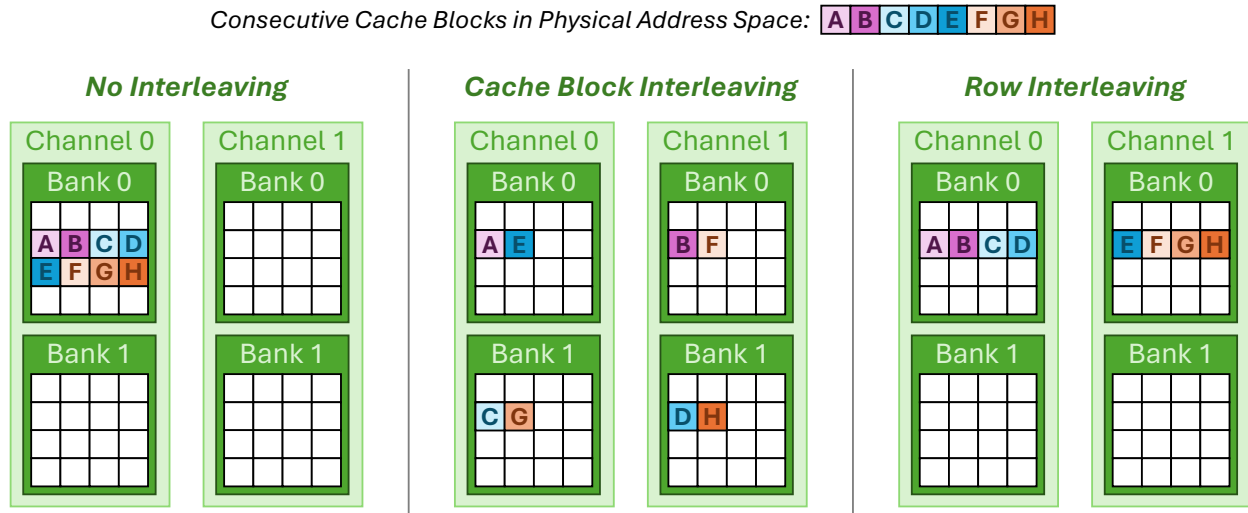 Consecutive Cache Blocks in Physical Address Space: A B C D E F G H
No Interleaving
Channel 0
Bank 0
A B C D
E F G H
Bank 1
Channel 1
Bank 0
Bank 1
Cache Block Interleaving
Channel 0
Bank 0
A E
Bank 1
C G
Channel 1
Bank 0
B F
Bank 1
D H
Row Interleaving
Channel 0
Bank 0
A B C D
Bank 1
Channel 1
Bank 0
E F G H
Bank 1